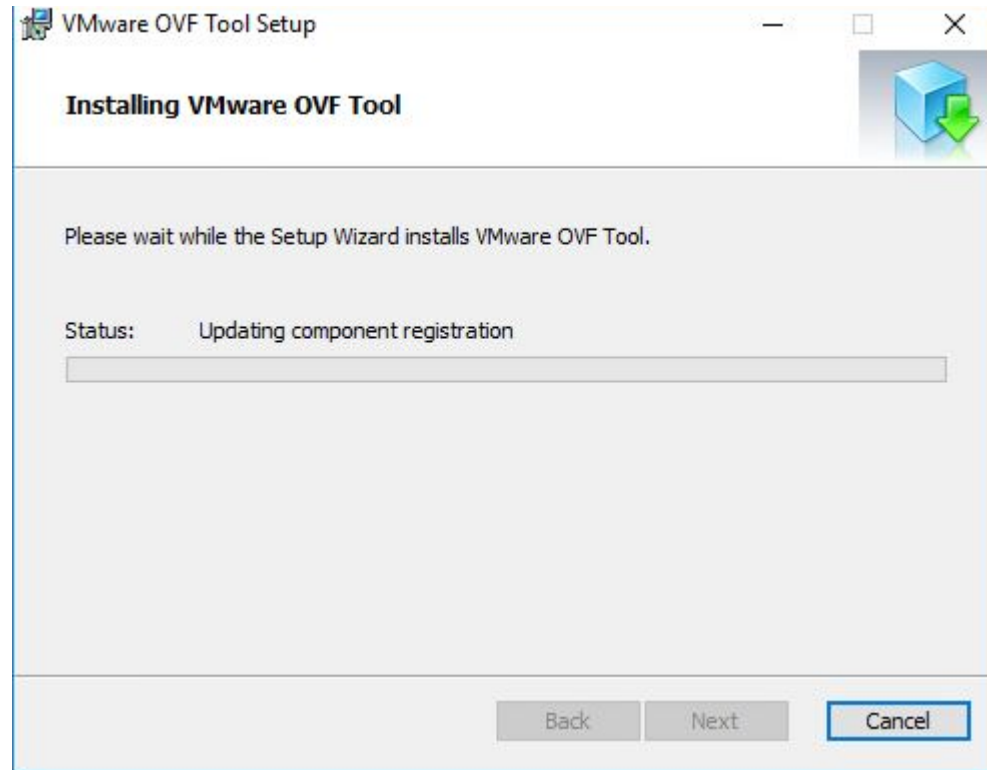 VMware OVF Tool Setup
Installing VMware OVF Tool
Please wait while the Setup Wizard installs VMware OVF Tool.
Status: Updating component registration
Back Next Cancel